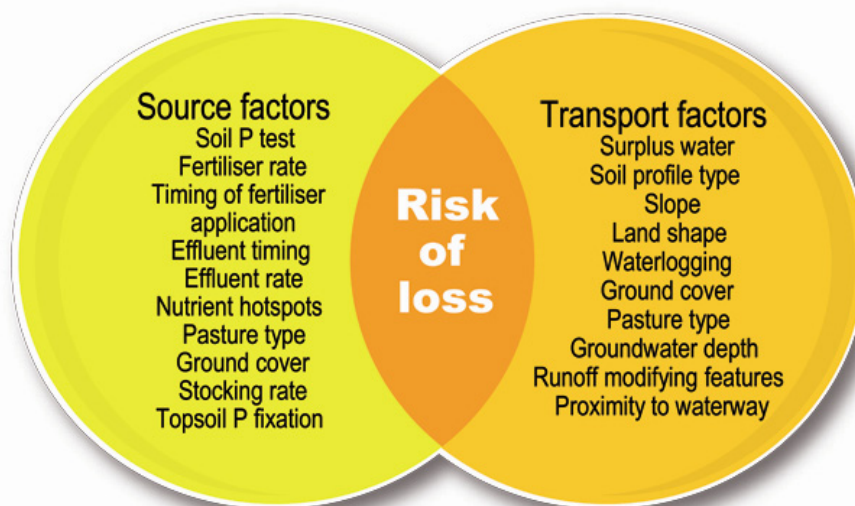 Source factors
Soil P test
Fertiliser rate
Timing of fertiliser
application
Effluent timing
Effluent rate
Nutrient hotspots
Pasture type
Ground cover
Stocking rate
Topsoil P fixation
Risk
of
loss
Transport factors
Surplus water
Soil profile type
Slope
Land shape
Waterlogging
Ground cover
Pasture type
Groundwater depth
Runoff modifying features
Proximity to waterway